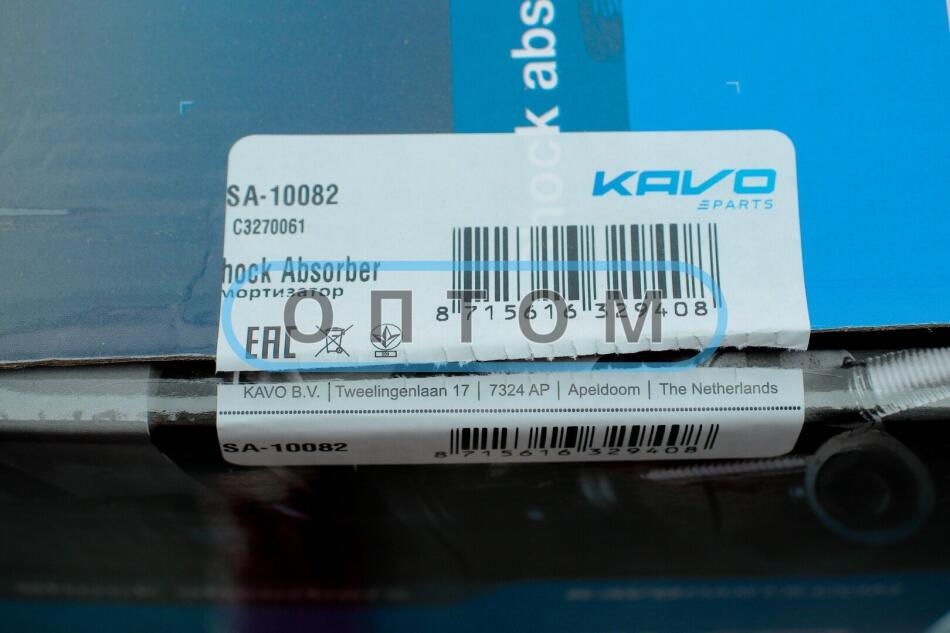 hock abs
SA-10082
C3270061
KAVO
PARTS
hock Absorber
мортизатор
8 715616 329408
ОПТОМ
EAC
KAVO B.V. | Tweelingenlaan 17 | 7324 AP | Apeldoorn | The Netherlands
SA-10082
8 715616 329408